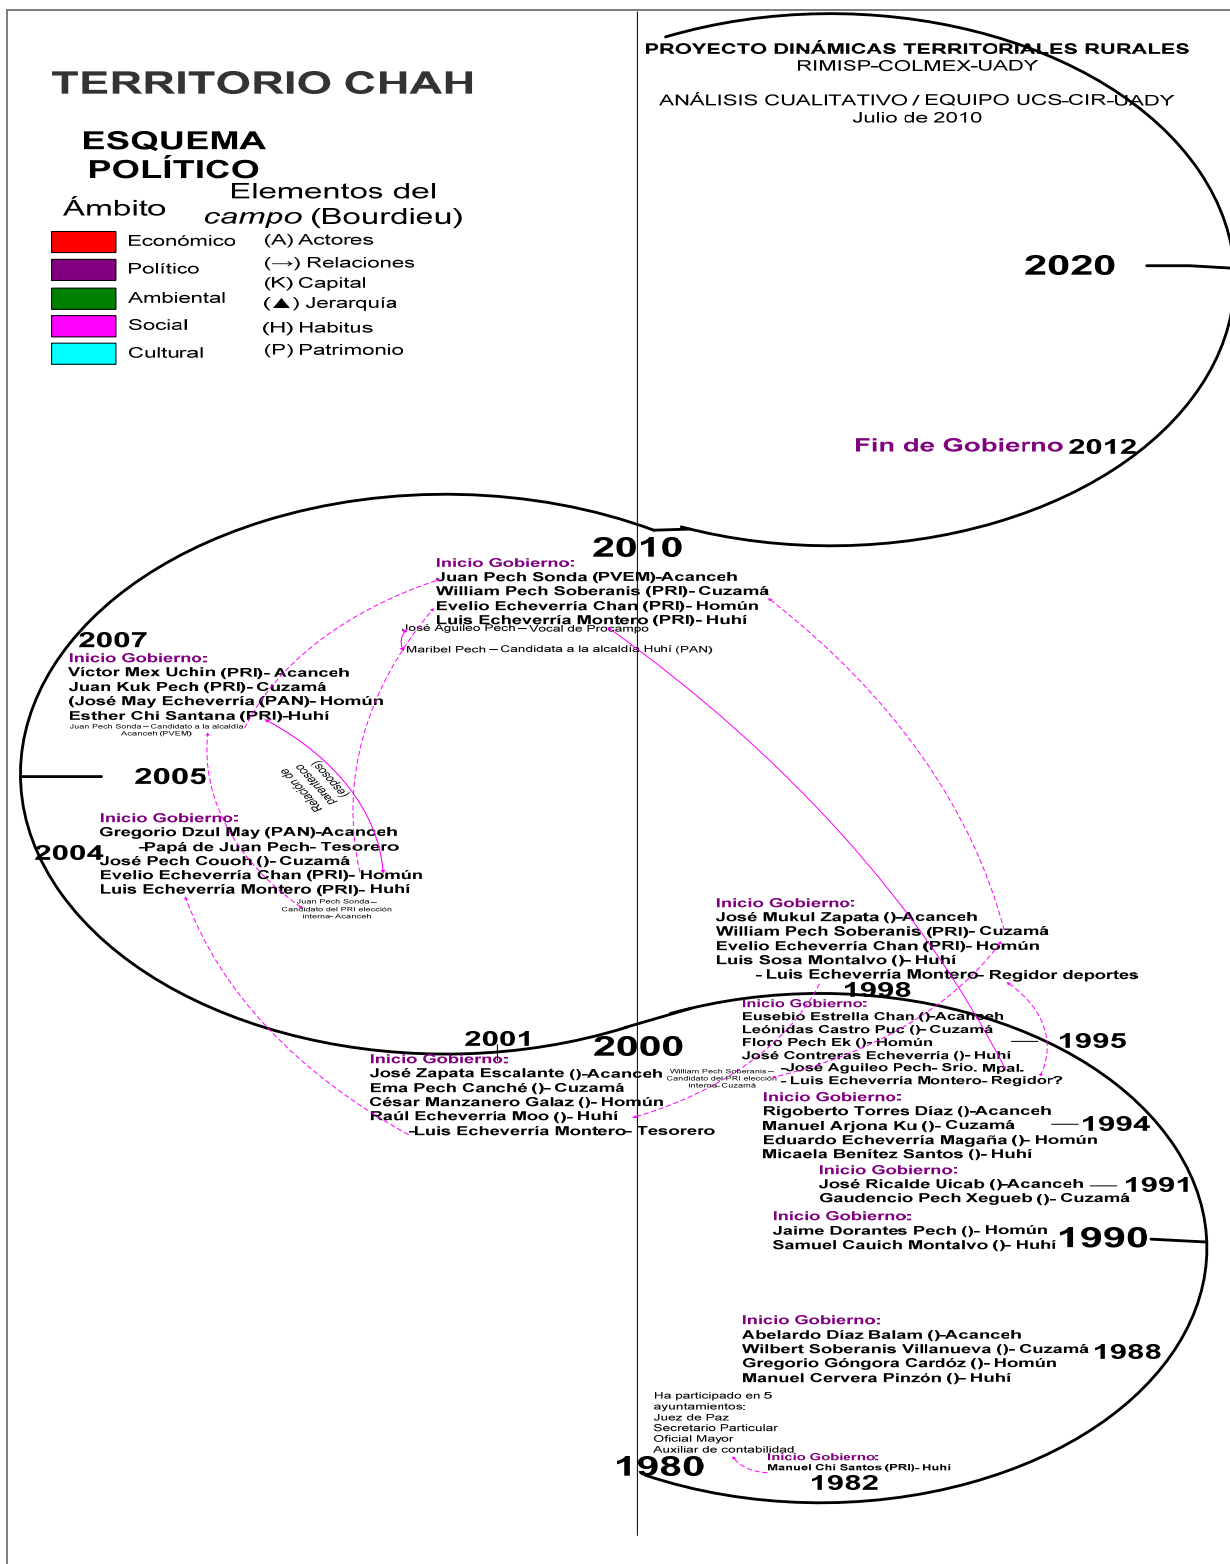 PROYECTO DINÁMICAS TERRITORIALES RURALES
RIMISP-COLMEX-UADY
ANÁLISIS CUALITATIVO / EQUIPO UCS-CIR-UADY
Julio de 2010
TERRITORIO CHAH
ESQUEMA
POLÍTICO
Ámbito
Elementos del
campo (Bourdieu)
Económico
(A) Actores
Político
(→) Relaciones
(K) Capital
Ambiental
(▲) Jerarquía
Social
(H) Habitus
Cultural
(P) Patrimonio
2020
Fin de Gobierno 2012
2010
Inicio Gobierno:
Juan Pech Sonda (PVEM)-Acanceh
William Pech Soberanis (PRI)- Cuzamá
Evelio Echeverría Chan (PRI)- Homún
Luis Echeverría Montero (PRI)- Huhí
José Aguileo Pech – Vocal de Procampo
Maribel Pech – Candidata a la alcaldía Huhí (PAN)
2007
Inicio Gobierno:
Víctor Mex Uchin (PRI)- Acanceh
Juan Kuk Pech (PRI)- Cuzamá
(José May Echeverría (PAN)- Homún
Esther Chi Santana (PRI)-Huhí
Juan Pech Sonda – Candidato a la alcaldía
Acanceh (PVEM)
Relación de
parentesco
(esposos)
2005
Inicio Gobierno:
Gregorio Dzul May (PAN)-Acanceh
-Papá de Juan Pech- Tesorero
2004
José Pech Couoh ()- Cuzamá
Evelio Echeverría Chan (PRI)- Homún
Luis Echeverría Montero (PRI)- Huhí
Juan Pech Sonda –
Candidato del PRI elección
interna- Acanceh
Inicio Gobierno:
José Mukul Zapata ()-Acanceh
William Pech Soberanis (PRI)- Cuzamá
Evelio Echeverría Chan (PRI)- Homún
Luis Sosa Montalvo ()- Huhí
- Luis Echeverría Montero- Regidor deportes
1998
2001
2000
Inicio Gobierno:
José Zapata Escalante ()-Acanceh
Ema Pech Canché ()- Cuzamá
César Manzanero Galaz ()- Homún
Raúl Echeverría Moo ()- Huhí
-Luis Echeverría Montero- Tesorero
William Pech Soberanis –
Candidato del PRI elección
interna- Cuzamá
Inicio Gobierno:
Eusebio Estrella Chan ()-Acanceh
Leónidas Castro Puc ()- Cuzamá
Floro Pech Ek ()- Homún
1995
José Contreras Echeverría ()- Huhí
-José Aguileo Pech- Srio. Mpal.
- Luis Echeverría Montero- Regidor?
Inicio Gobierno:
Rigoberto Torres Díaz ()-Acanceh
Manuel Arjona Ku ()- Cuzamá
1994
Eduardo Echeverría Magaña ()- Homún
Micaela Benítez Santos ()- Huhí
Inicio Gobierno:
José Ricalde Uicab ()-Acanceh
1991
Gaudencio Pech Xegueb ()- Cuzamá
Inicio Gobierno:
Jaime Dorantes Pech ()- Homún
Samuel Cauich Montalvo ()- Huhí
1990
Inicio Gobierno:
Abelardo Díaz Balam ()-Acanceh
Wilbert Soberanis Villanueva ()- Cuzamá
1988
Gregorio Góngora Cardóz ()- Homún
Manuel Cervera Pinzón ()- Huhí
Ha participado en 5
ayuntamientos:
Juez de Paz
Secretario Particular
Oficial Mayor
Auxiliar de contabilidad
1980
Inicio Gobierno:
Manuel Chi Santos (PRI)- Huhí
1982